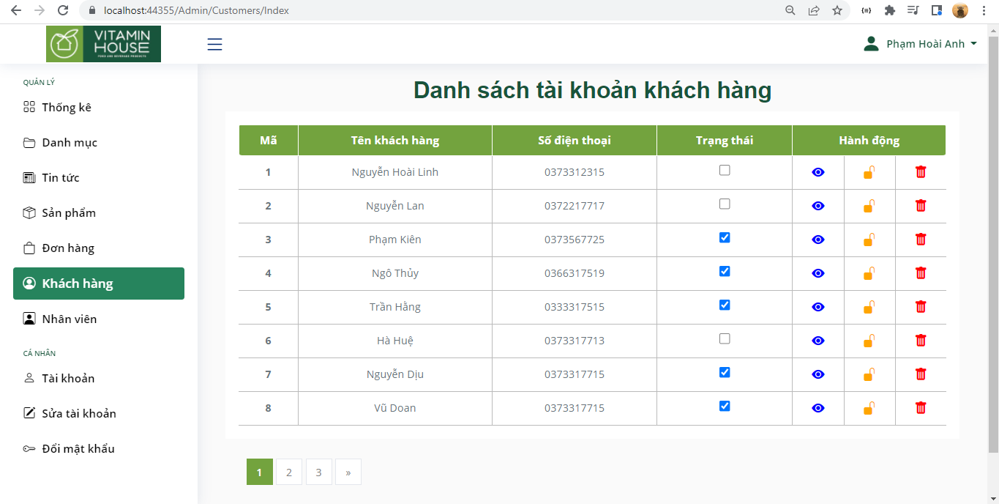 localhost:44355/Admin/Customers/Index
VITAMIN
HOUSE
FOOD AND BEVERAGE PRODUCTS
Phạm Hoài Anh
QUẢN LÝ
Thống kê
Danh mục
Tin tức
Sản phẩm
Đơn hàng
Khách hàng
Nhân viên
CÁ NHÂN
Tài khoản
Sửa tài khoản
Đổi mật khẩu
Danh sách tài khoản khách hàng
Mã Tên khách hàng Số điện thoại Trạng thái Hành động
1 Nguyễn Hoài Linh 0373312315
2 Nguyễn Lan 0372217717
3 Phạm Kiên 0373567725
4 Ngô Thủy 0366317519
5 Trần Hằng 0333317515
6 Hà Huệ 0373317713
7 Nguyễn Dịu 0373317715
8 Vũ Doan 0373317715
1 2 3 »